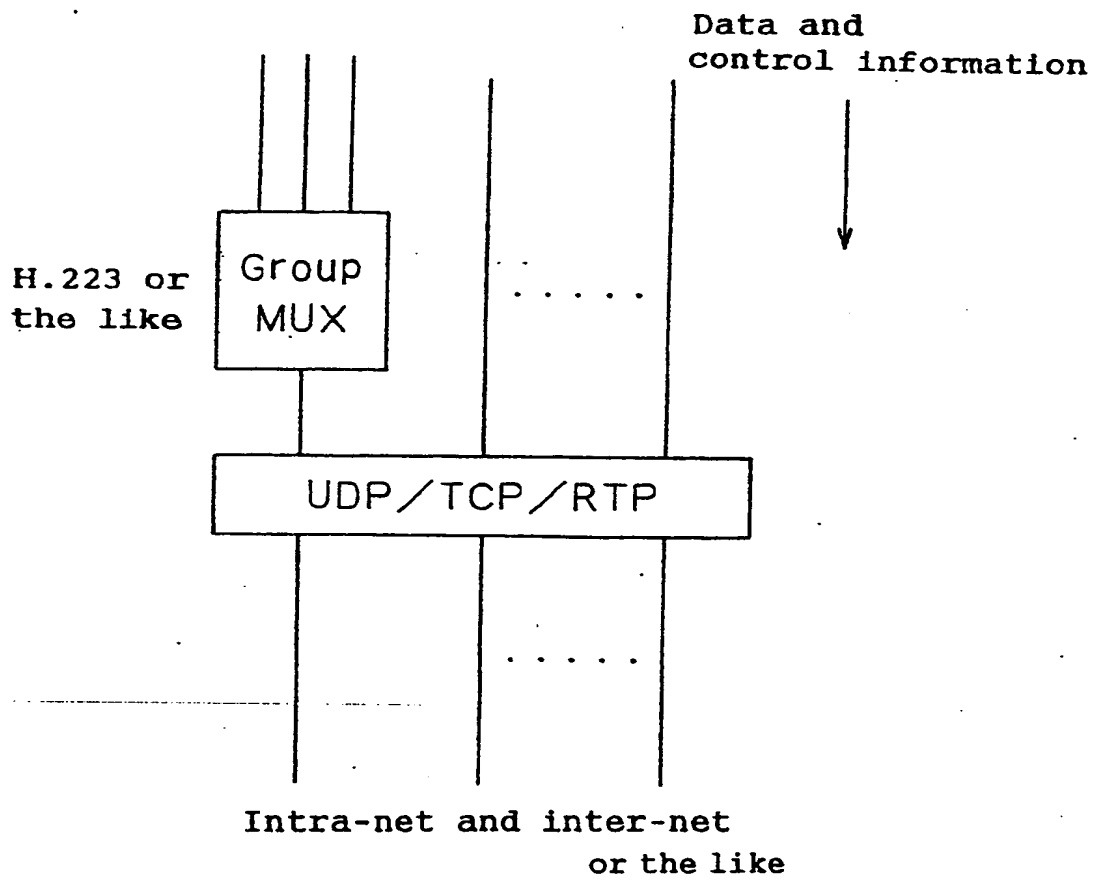 Data and
control information
H.223 or
the like
Group
MUX
UDP/TCP/RTP
Intra-net and inter-net
or the like